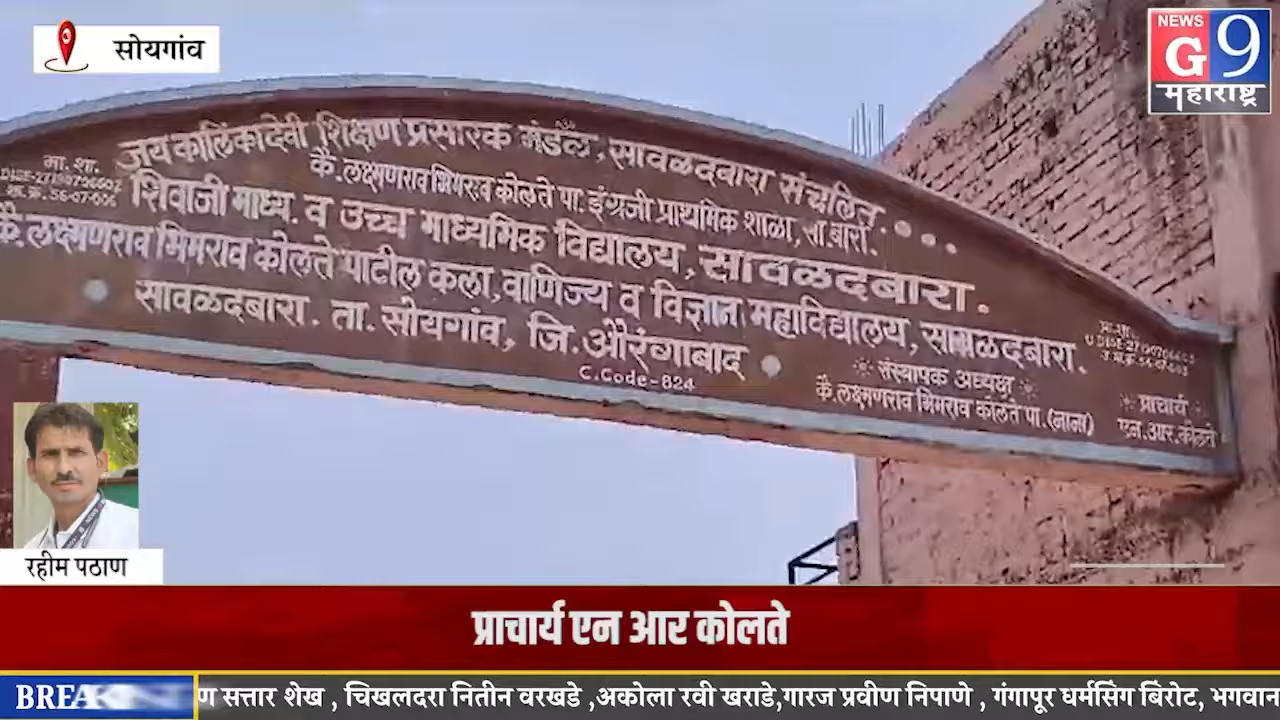 सोयगांव
NEWS
G 9
महाराष्ट्र
जय कालिंकादेवी शिक्षण प्रसारक मंडळ, सावळदबारा संचलित....
कै. लक्ष्मणराव भिमराव कोलते पा. इंग्रजी प्राथमिक शाळा, सा.बारा.
मा. शा.
शिवाजी माध्य. व उच्च माध्यमिक विद्यालय, सावळदबारा.
कै. लक्ष्मणराव भिमराव कोलते पाटील कला, वाणिज्य व विज्ञान महाविद्यालय, सावळदबारा.
सावळदबारा. ता. सोयगांव, जि. औरंगाबाद
C.Code-824
संस्थापक अध्यक्ष
कै. लक्ष्मणराव भिमराव कोलते पा. (नाना)
प्राचार्य
एन.आर.कोलते
रहीम पठाण
प्राचार्य एन आर कोलते
BREA
ण सत्तार शेख , चिखलदरा नितीन वरखडे ,अकोला रवी खराडे,गारज प्रवीण निपाणे , गंगापूर धर्मसिंग बिंरोट, भगवान